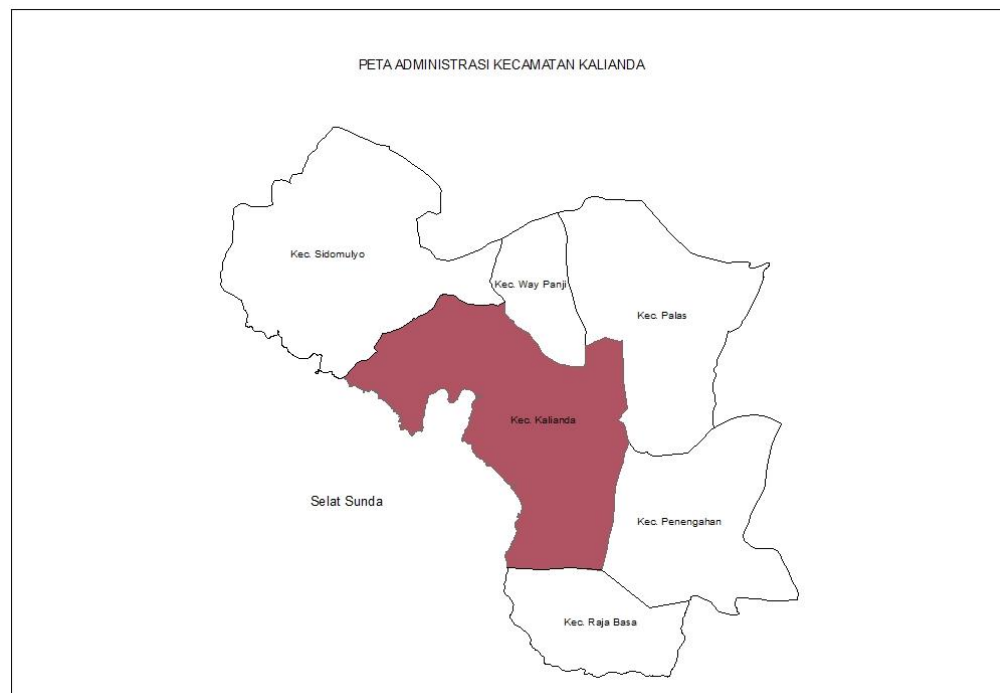 PETA ADMINISTRASI KECAMATAN KALIANDA
Kec. Sidomulyo
Kec. Way Panji
Kec. Palas
Kec. Kalianda
Selat Sunda
Kec. Penengahan
Kec. Raja Basa